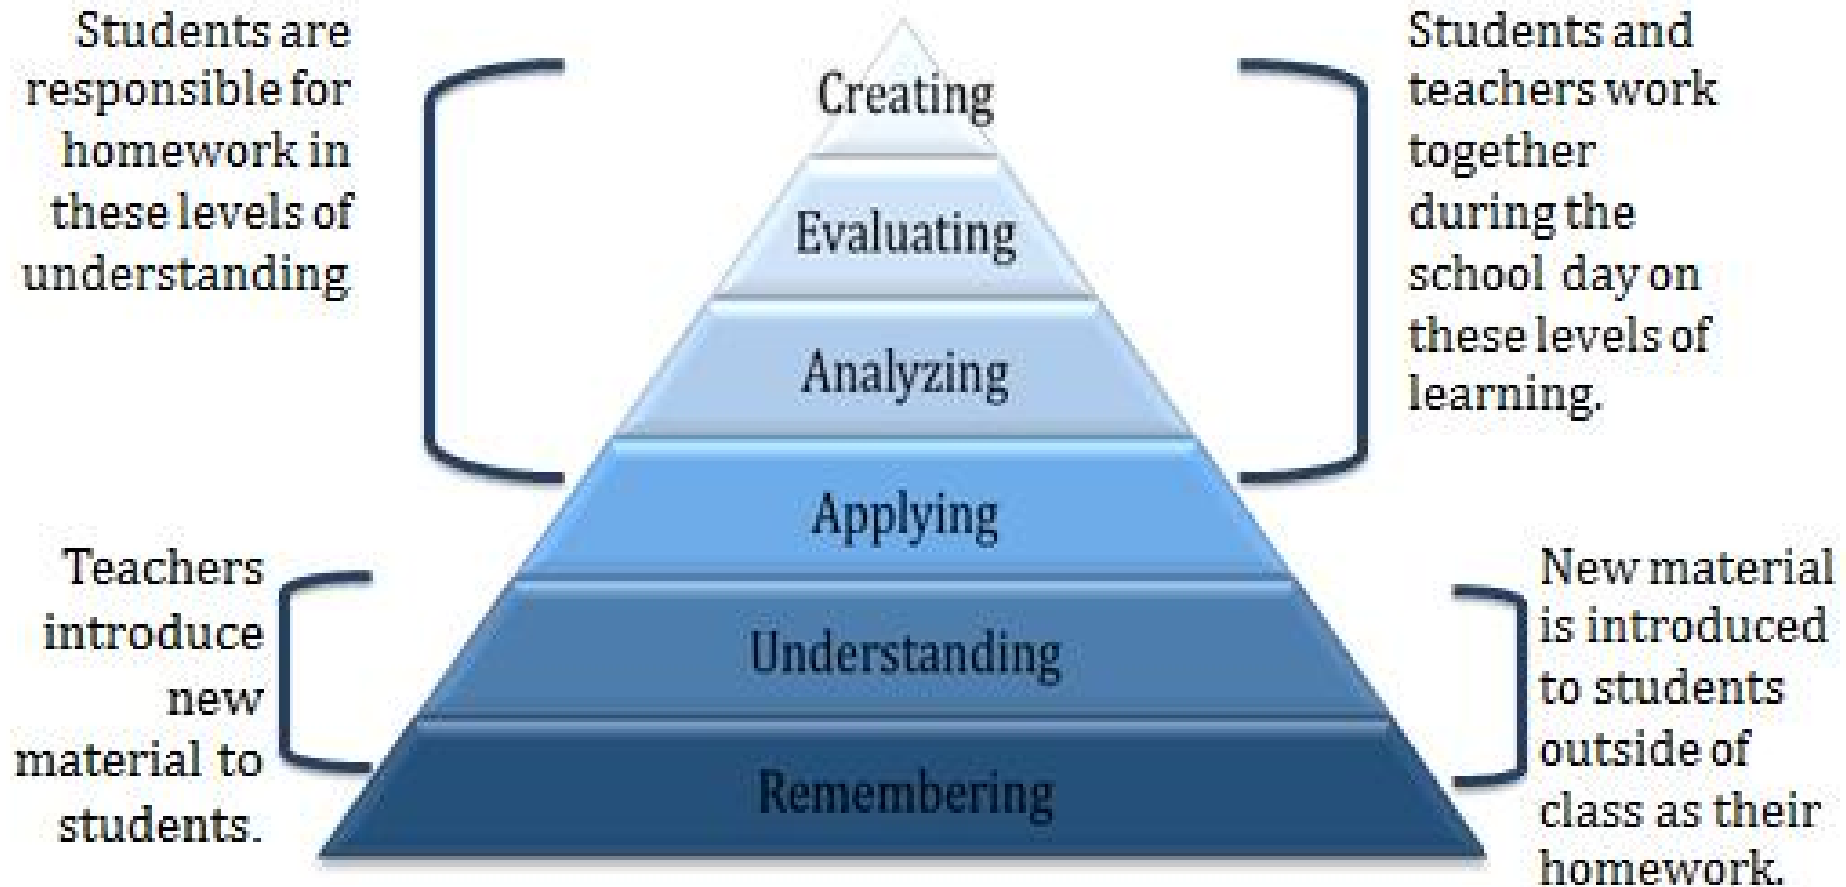 Students are
responsible for
homework in
these levels of
understanding
Teachers
introduce
new
material to
students.
Creating
Evaluating
Analyzing
Applying
Understanding
Remembering
Students and
teachers work
together
during the
school day on
these levels of
learning.
New material
is introduced
to students
outside of
class as their
homework.